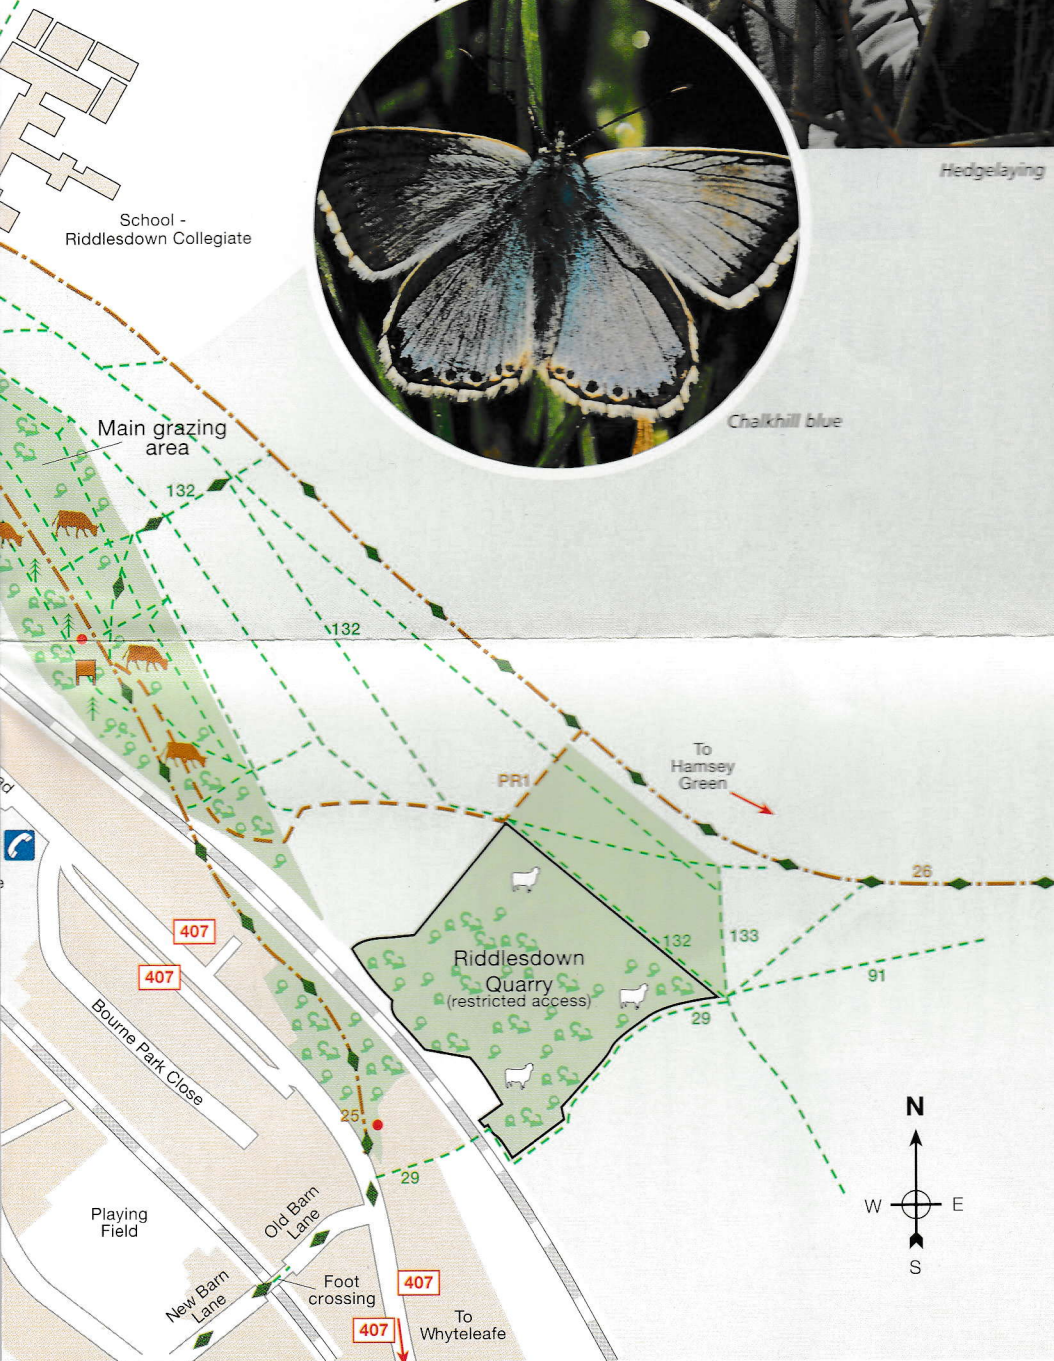 Hedgelaying
School -
Riddlesdown Collegiate
Chalkhill blue
Main grazing
area
132
132
To
Hamsey
Green
PR1
26
407
132
133
Riddlesdown
Quarry
(restricted access)
91
407
29
Bourne Park Close
25
N
29
W
E
Playing
Field
Old Barn
Lane
S
New Barn
Lane
Foot
crossing
407
407
To
Whyteleafe